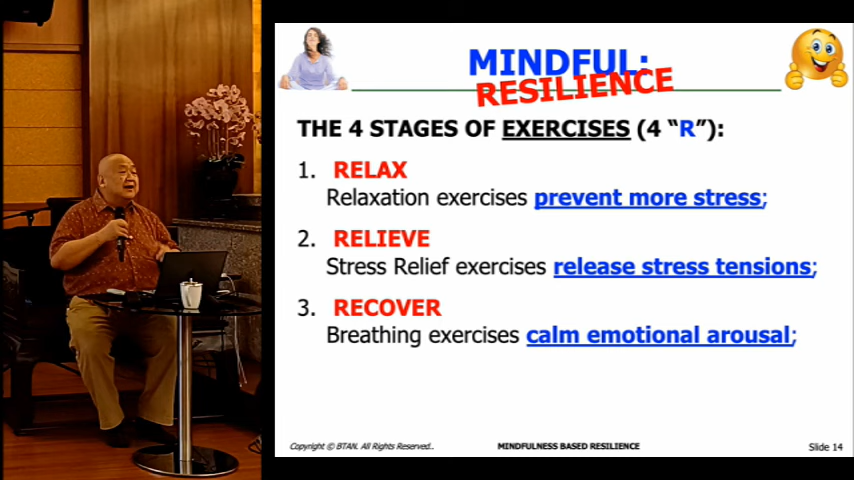 MINDFUL:
RESILIENCE
THE 4 STAGES OF EXERCISES (4 “R”):
1. RELAX
Relaxation exercises prevent more stress;
2. RELIEVE
Stress Relief exercises release stress tensions;
3. RECOVER
Breathing exercises calm emotional arousal;
Copyright © BTAN. All Rights Reserved..
MINDFULNESS BASED RESILIENCE
Slide 14